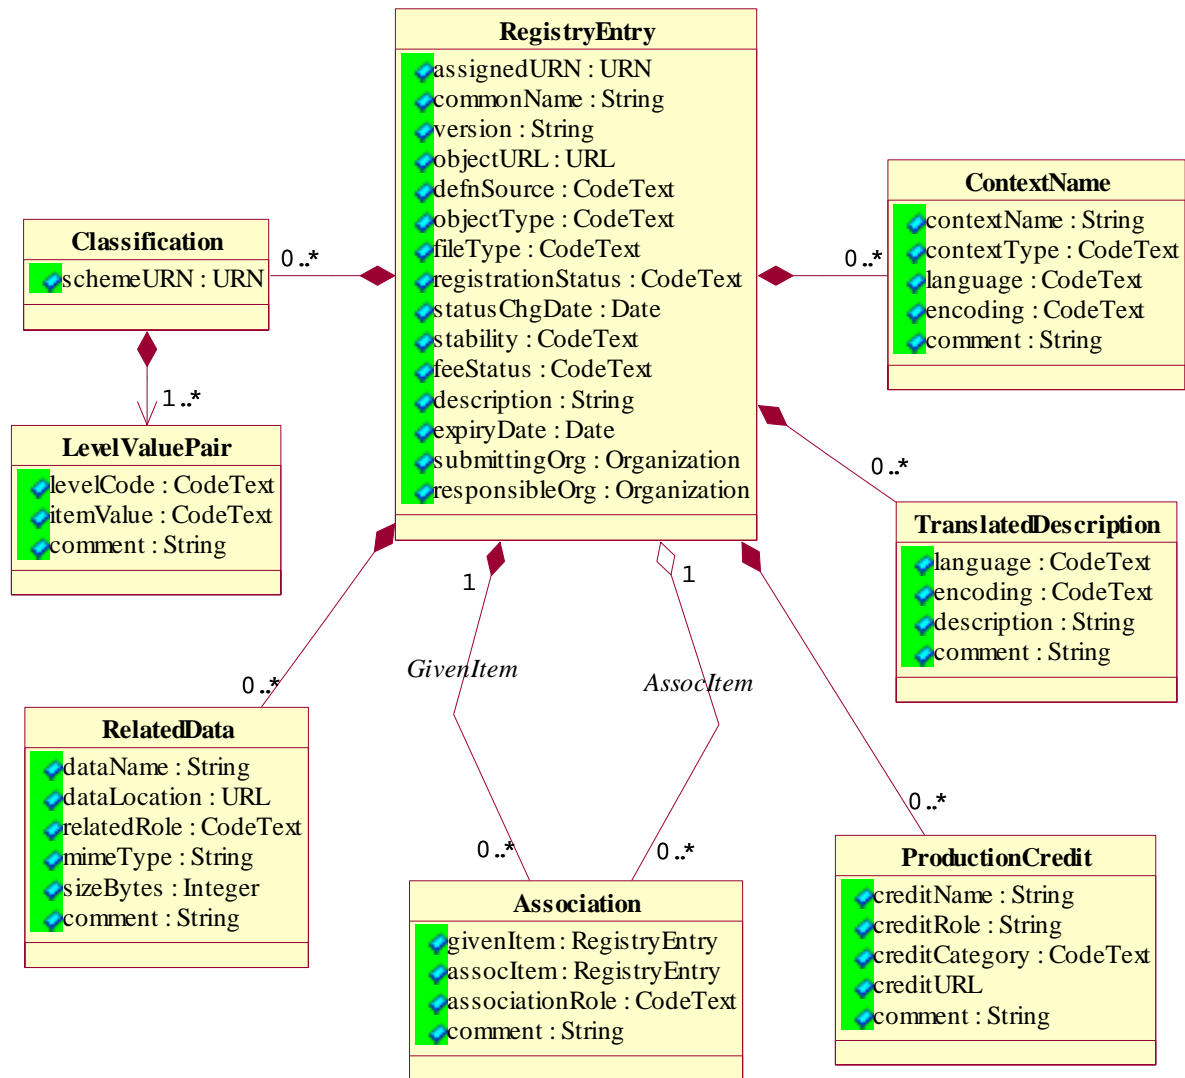 RegistryEntry
assignedURN : URN
commonName : String
version : String
objectURL : URL
defnSource : CodeText
objectType : CodeText
fileType : CodeText
registrationStatus : CodeText
statusChgDate : Date
stability : CodeText
feeStatus : CodeText
description : String
expiryDate : Date
submittingOrg : Organization
responsibleOrg : Organization
Classification
schemeURN : URN
0..*
1..*
LevelValuePair
levelCode : CodeText
itemValue : CodeText
comment : String
0..*
ContextName
contextName : String
contextType : CodeText
language : CodeText
encoding : CodeText
comment : String
0..*
TranslatedDescription
language : CodeText
encoding : CodeText
description : String
comment : String
1
1
GivenItem
AssocItem
0..*
RelatedData
dataName : String
dataLocation : URL
relatedRole : CodeText
mimeType : String
sizeBytes : Integer
comment : String
0..*
0..*
Association
givenItem : RegistryEntry
assocItem : RegistryEntry
associationRole : CodeText
comment : String
0..*
ProductionCredit
creditName : String
creditRole : String
creditCategory : CodeText
creditURL
comment : String